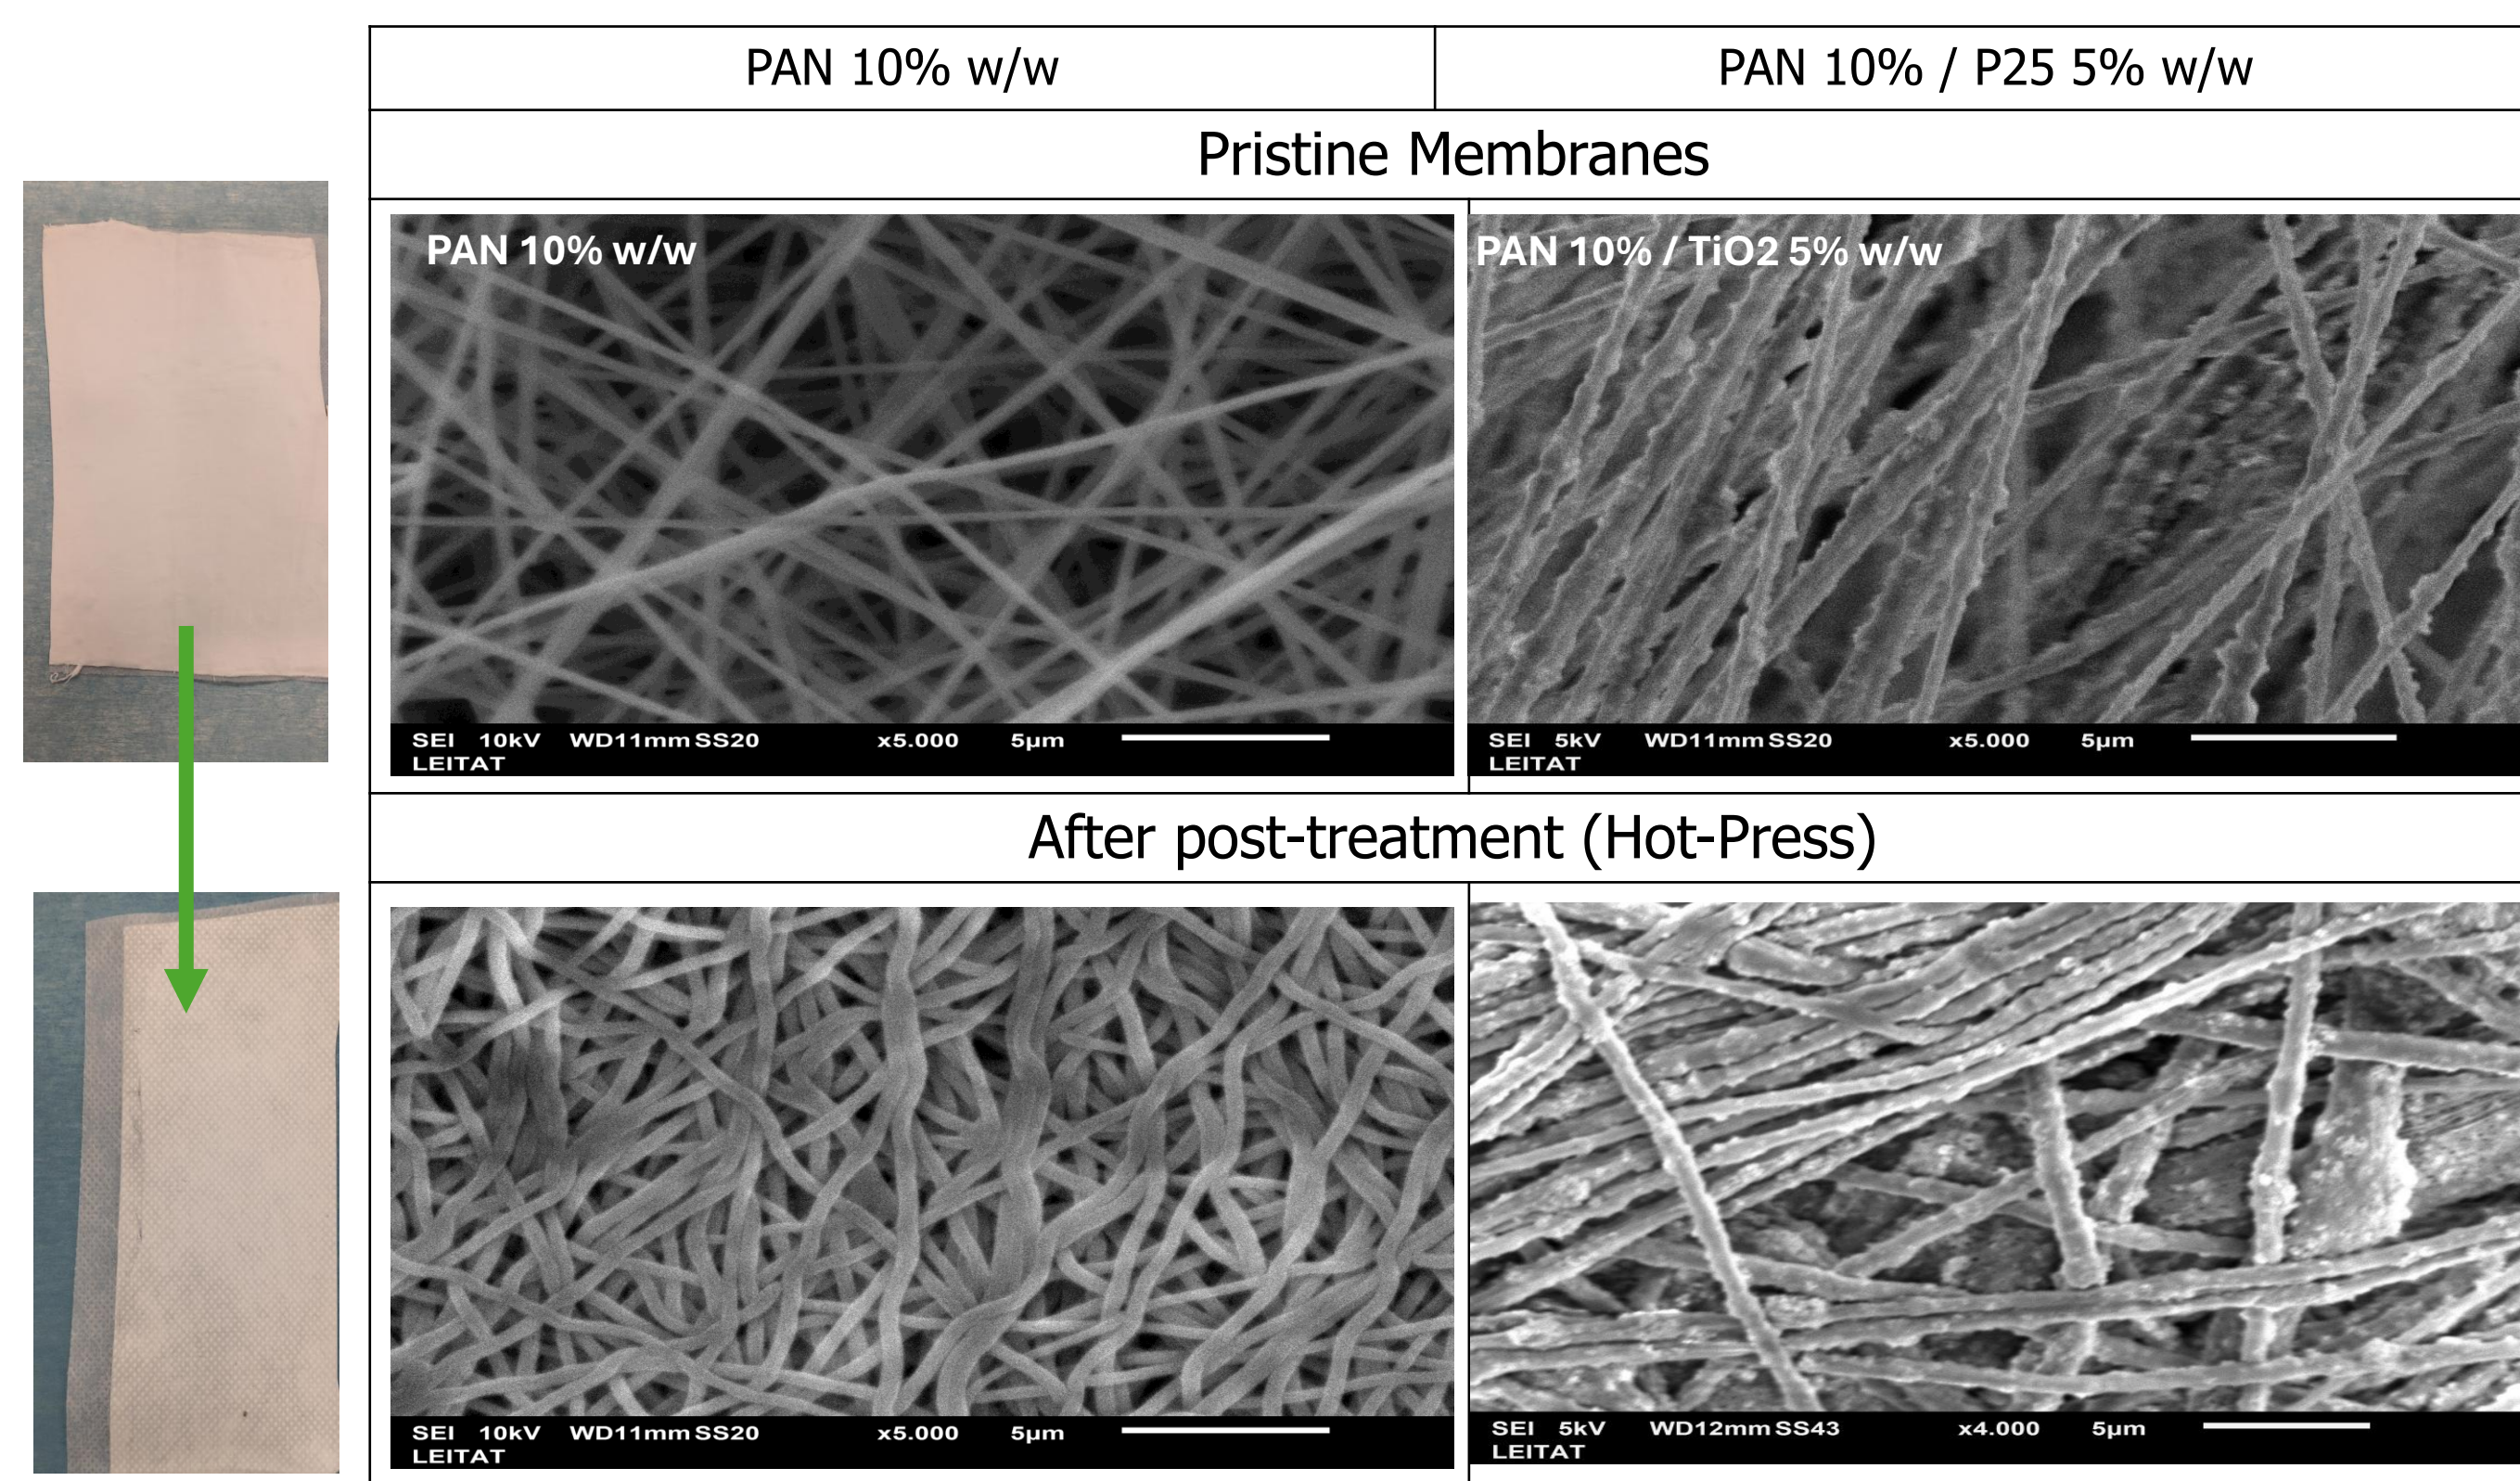 PAN 10% w/w
PAN 10% / P25 5% w/w
Pristine Membranes
PAN 10% w/w
PAN 10% / TiO2 5% w/w
SEI 10kV WD11mm SS20 x5.000 5µm
LEITAT
SEI 5kV WD11mm SS20 x5.000 5µm
LEITAT
After post-treatment (Hot-Press)
SEI 10kV WD11mm SS20 x5.000 5µm
LEITAT
SEI 5kV WD12mm SS43 x4.000 5µm
LEITAT